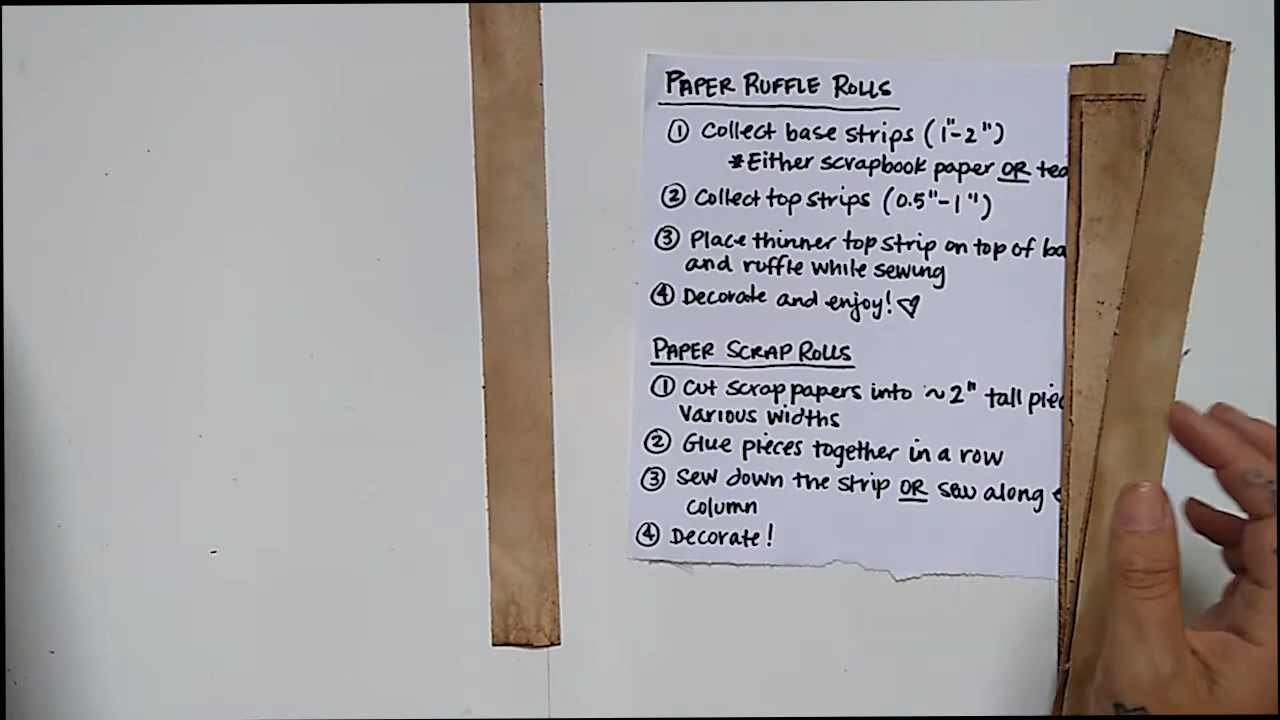 PAPER RUFFLE ROLLS
① Collect base strips (1"-2")
*Either scrapbook paper OR tea
② Collect top strips (0.5"-1")
③ Place thinner top strip on top of ba
and ruffle while sewing
④ Decorate and enjoy! ♡
PAPER SCRAP ROLLS
① Cut scrap papers into ~2" tall piec
various widths
② Glue pieces together in a row
③ Sew down the strip OR sew along
column
④ Decorate!